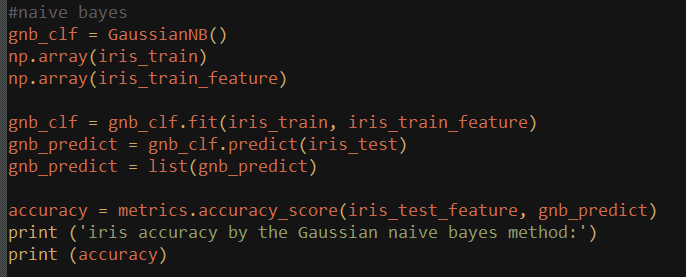 #naive bayes
gnb_clf = GaussianNB()
np.array(iris_train)
np.array(iris_train_feature)

gnb_clf = gnb_clf.fit(iris_train, iris_train_feature)
gnb_predict = gnb_clf.predict(iris_test)
gnb_predict = list(gnb_predict)

accuracy = metrics.accuracy_score(iris_test_feature, gnb_predict)
print ('iris accuracy by the Gaussian naive bayes method:')
print (accuracy)